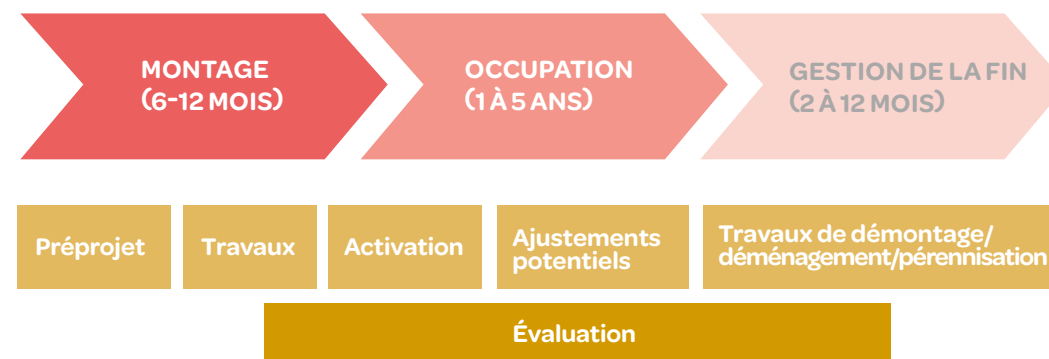 MONTAGE
(6-12 MOIS)
OCCUPATION
(1 À 5 ANS)
GESTION DE LA FIN
(2 À 12 MOIS)
Préprojet
Travaux
Activation
Ajustements
potentiels
Travaux de démontage/
déménagement/pérennisation
Évaluation